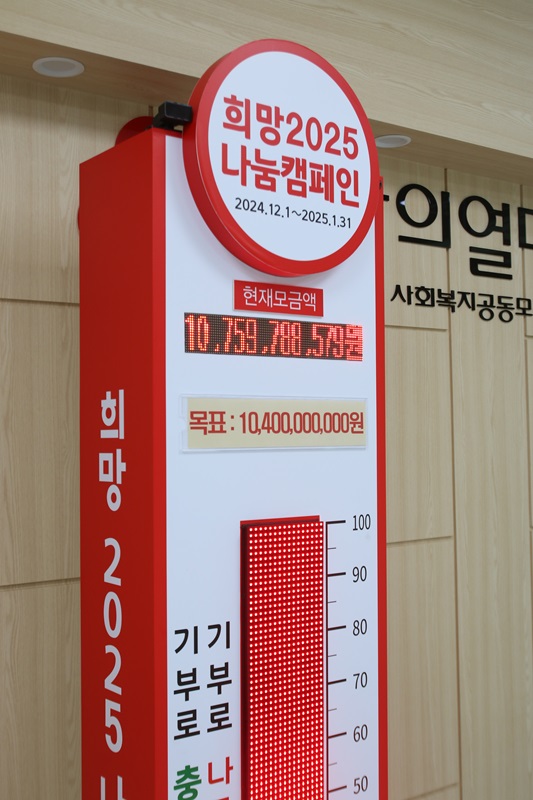 희망2025
나눔캠페인
2024.12.1~2025.1.31
현재모금액
10,759,788,579원
목표 : 10,400,000,000원
100
90
80
70
60
50
기부로 나
기부로 충
희망 2025 나
의열
사회복지공동모